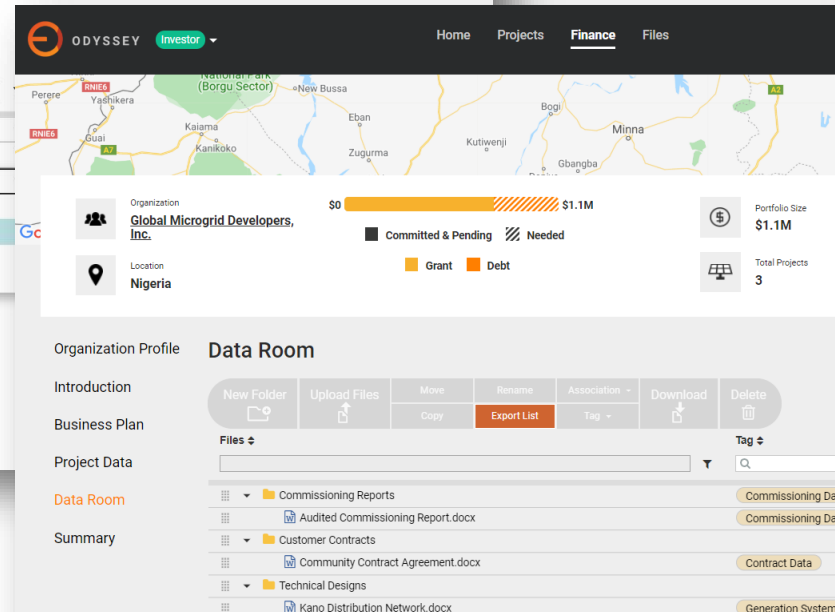 ODYSSEY Investor
Home Projects Finance Files
National Park
(Borgu Sector)
New Bussa
RNIE6
Perere
Yashikera
A2
Bogi
Eban
Minna
Kaiama
RNIE6
Guai
A7
Kanikoko
Zugurma
Kutiwenji
Gbangba
Organization
Global Microgrid Developers,
Inc.
Location
Nigeria
$0 $1.1M
Committed & Pending Needed
Grant Debt
Portfolio Size
$1.1M
Total Projects
3
Organization Profile
Introduction
Business Plan
Project Data
Data Room
Summary
Data Room
New Folder Upload Files Move Rename Association Download Delete
Copy Export List Tag
Files Tag
Commissioning Reports Commissioning Da
Audited Commissioning Report.docx Commissioning Da
Customer Contracts
Community Contract Agreement.docx Contract Data
Technical Designs
Kano Distribution Network.docx Generation System